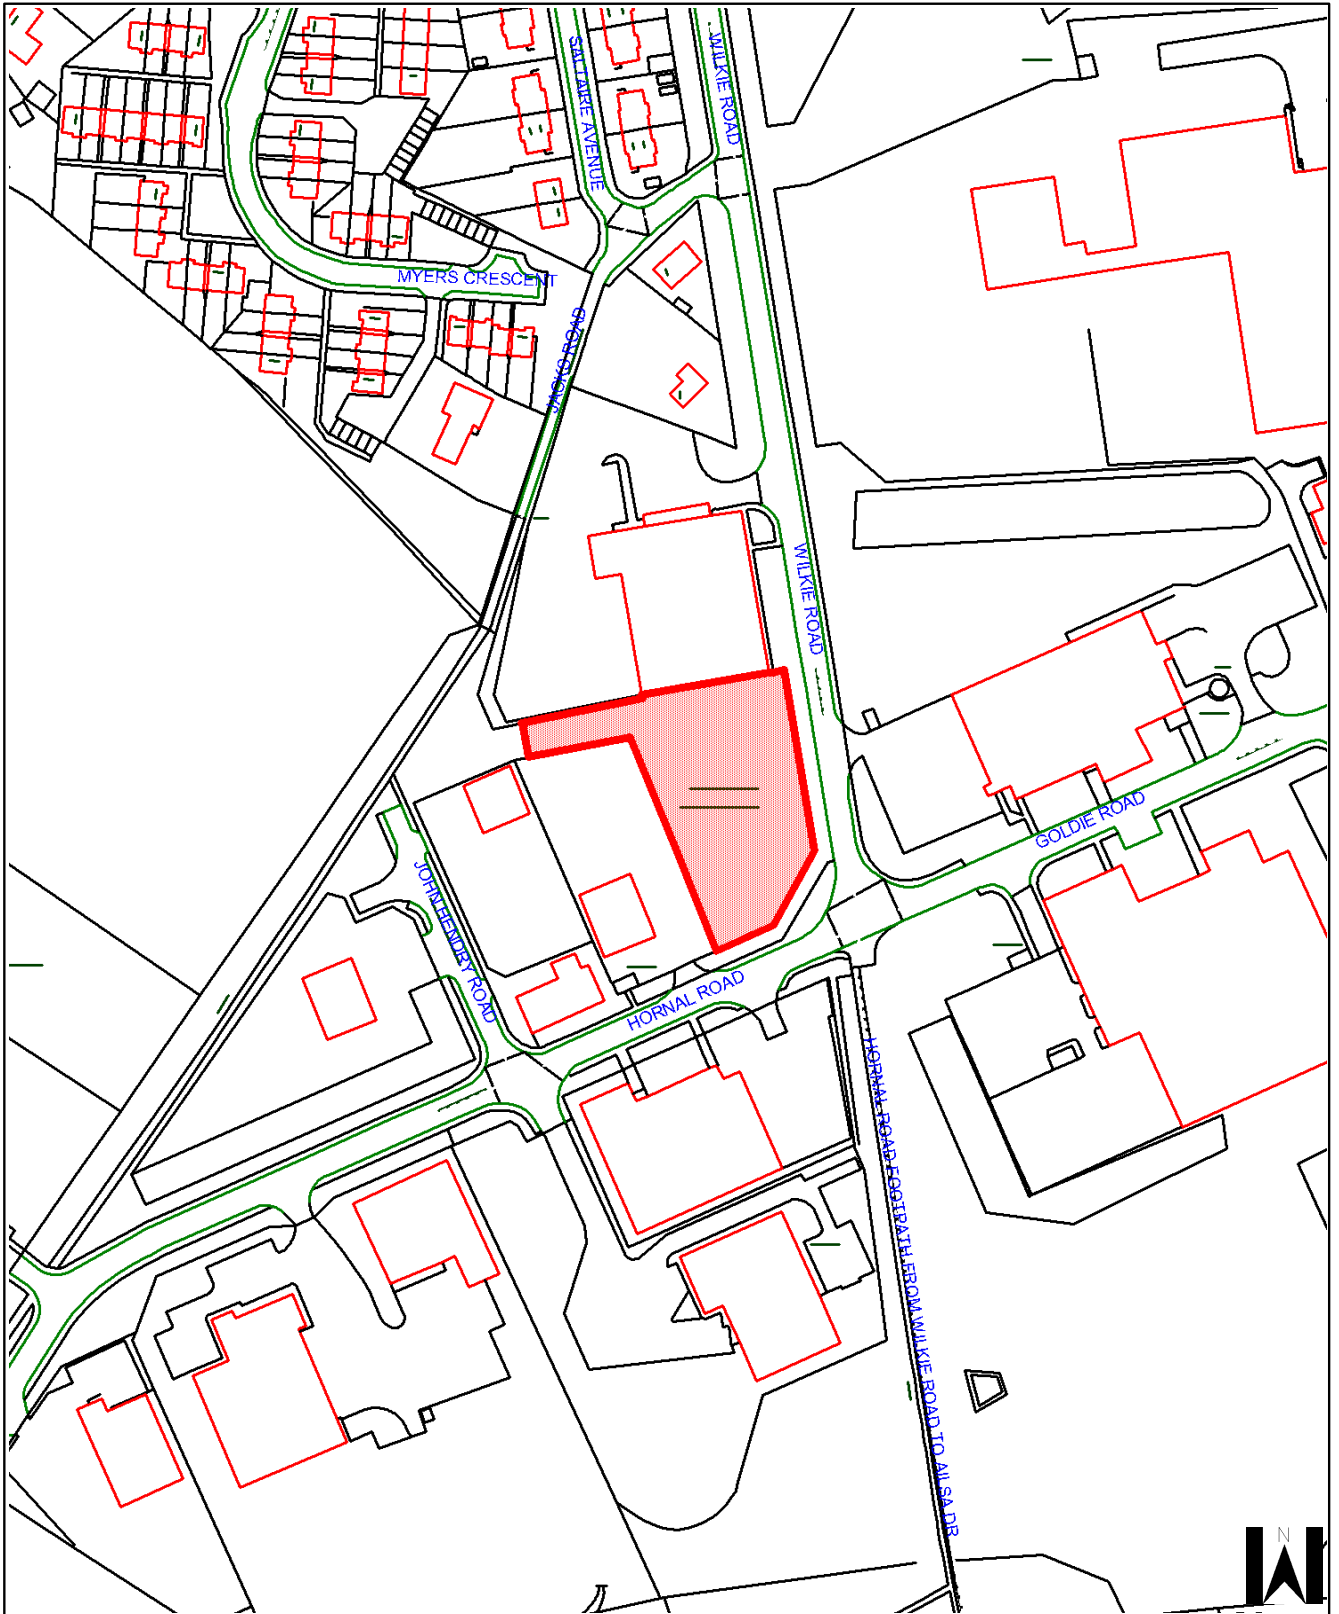 SALTAIRE AVENUE
WILKIE ROAD
MYERS CRESCENT
JACKS ROAD
WILKIE ROAD
GOLDIE ROAD
JOHN HENDRY ROAD
HORNAL ROAD
HORNAL ROAD FOOTPATH FROM WILKIE ROAD TO AILSA DR
N